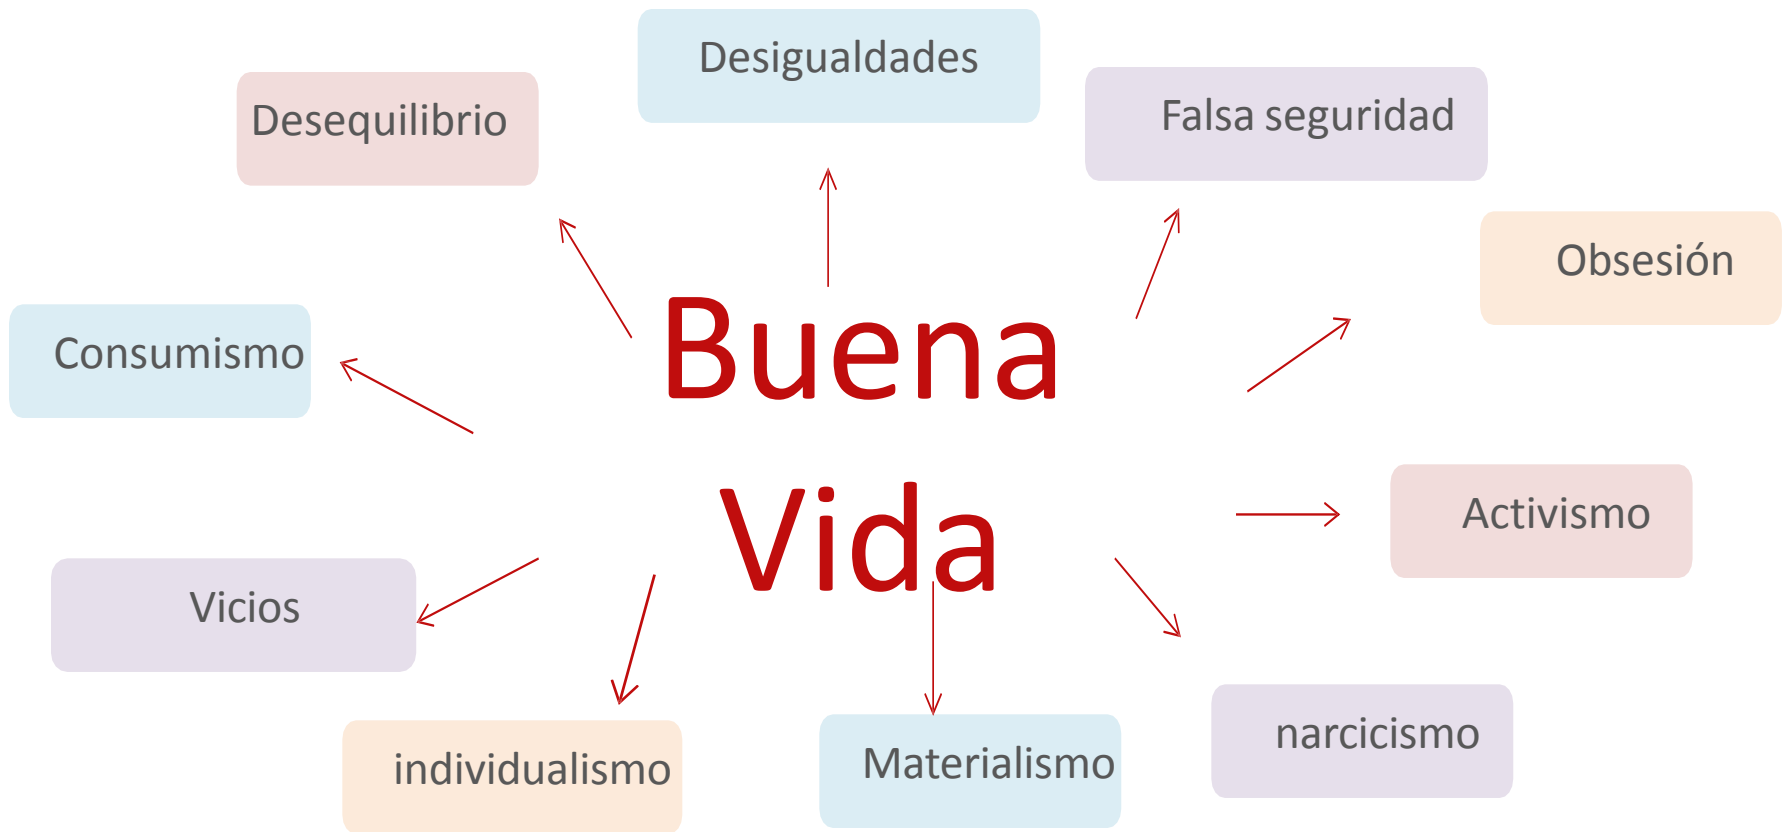 Desigualdades
Desequilibrio
Falsa seguridad
Obsesión
Consumismo
Buena
Vida
Activismo
Vicios
individualismo
Materialismo
narcicismo